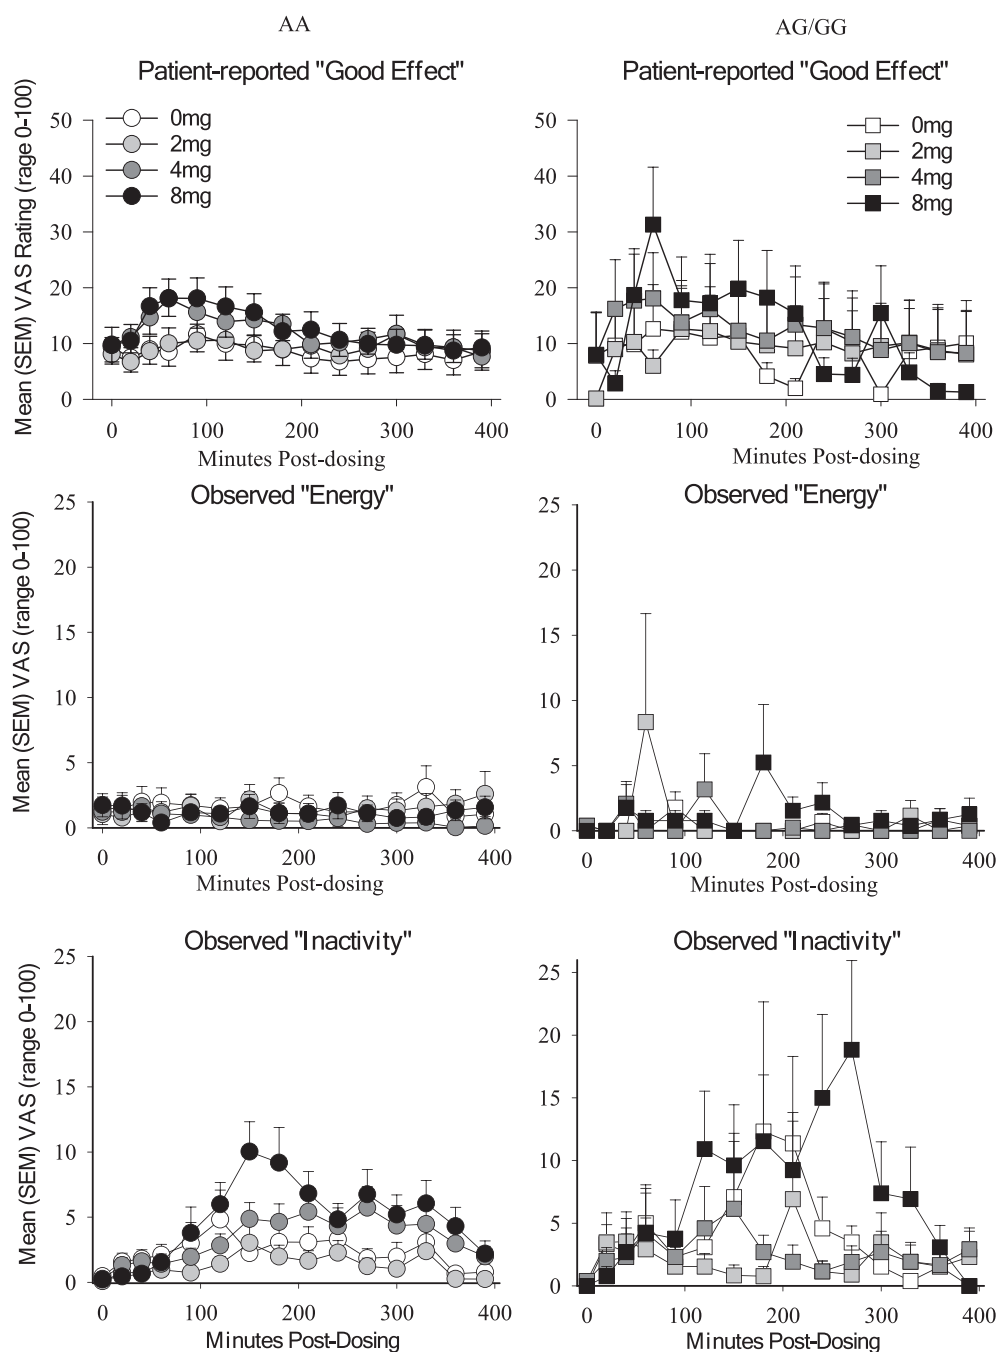 AA
AG/GG
Patient-reported "Good Effect"
Patient-reported "Good Effect"
Mean (SEM) VAS Rating (rage 0-100)
50
40
30
20
10
0
0mg
2mg
4mg
8mg
0 100 200 300 400
Minutes Post-dosing
50
40
30
20
10
0
0mg
2mg
4mg
8mg
0 100 200 300 400
Minutes Post-dosing
Observed "Energy"
Observed "Energy"
Mean (SEM) VAS (range 0-100)
25
20
15
10
5
0
0 100 200 300 400
Minutes Post-dosing
25
20
15
10
5
0
0 100 200 300 400
Minutes Post-dosing
Observed "Inactivity"
Observed "Inactivity"
Mean (SEM) VAS (range 0-100)
25
20
15
10
5
0
0 100 200 300 400
Minutes Post-Dosing
25
20
15
10
5
0
0 100 200 300 400
Minutes Post-Dosing